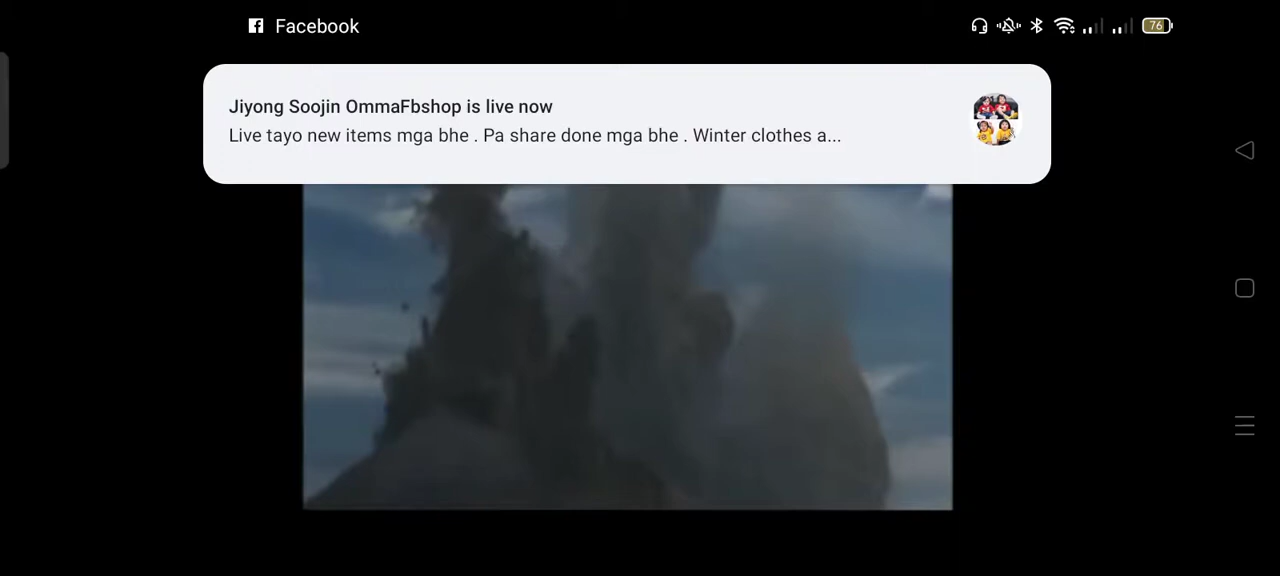 Facebook
76
Jiyong Soojin OmmaFbshop is live now
Live tayo new items mga bhe . Pa share done mga bhe . Winter clothes a...